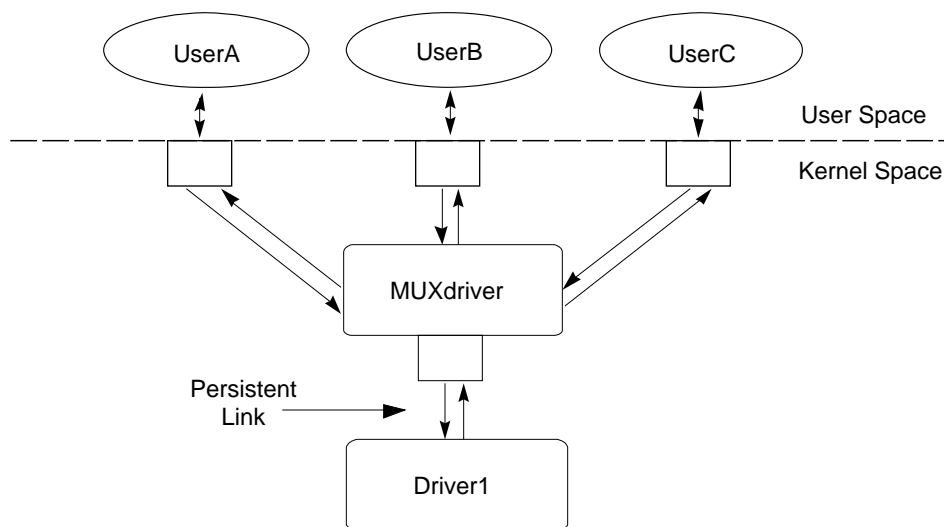 UserA
UserB
UserC
User Space
Kernel Space
MUXdriver
Persistent
Link
Driver1